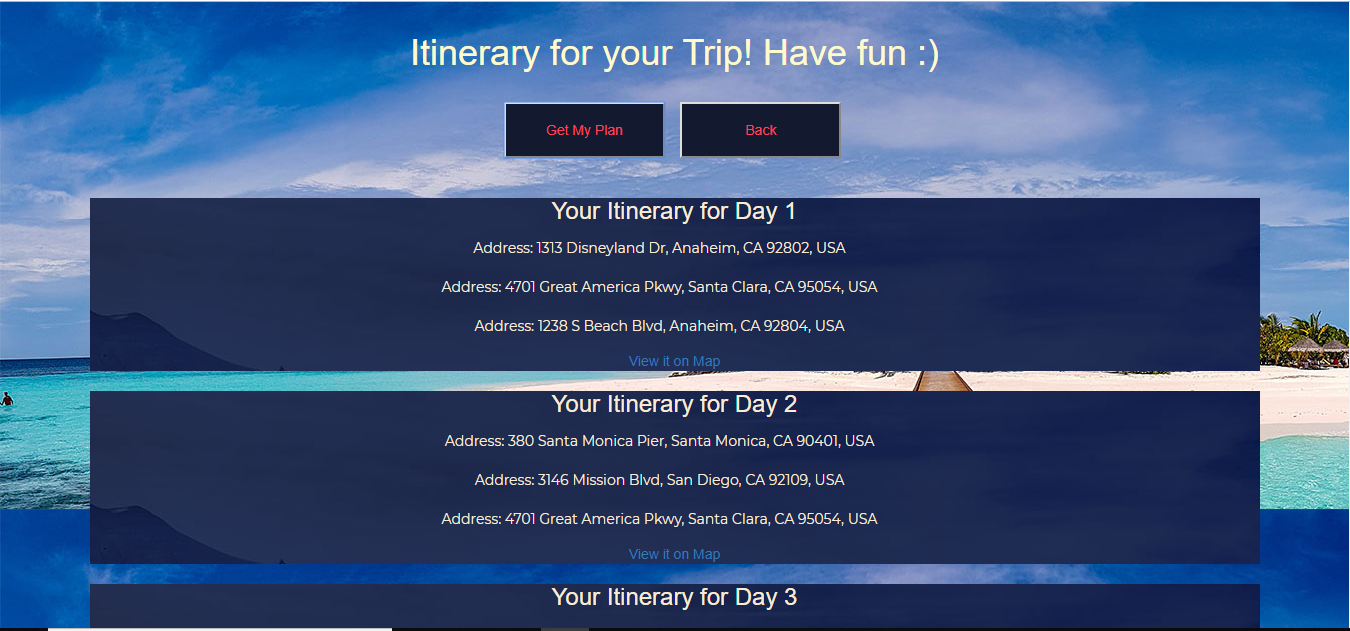 Itinerary for your Trip! Have fun :)
Get My Plan
Back
Your Itinerary for Day 1
Address: 1313 Disneyland Dr, Anaheim, CA 92802, USA
Address: 4701 Great America Pkwy, Santa Clara, CA 95054, USA
Address: 1238 S Beach Blvd, Anaheim, CA 92804, USA
View it on Map
Your Itinerary for Day 2
Address: 380 Santa Monica Pier, Santa Monica, CA 90401, USA
Address: 3146 Mission Blvd, San Diego, CA 92109, USA
Address: 4701 Great America Pkwy, Santa Clara, CA 95054, USA
View it on Map
Your Itinerary for Day 3